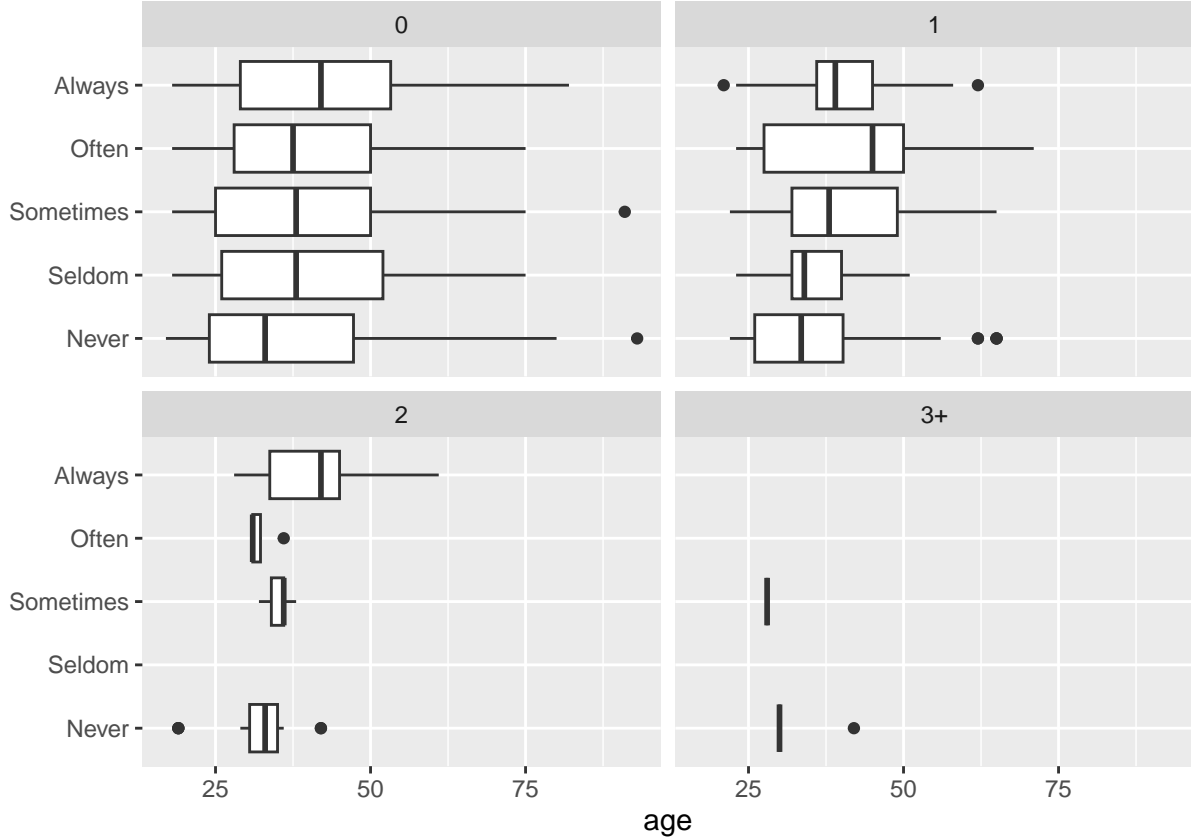 0
1
Always
Often
Sometimes
Seldom
Never
2
3+
Always
Often
Sometimes
Seldom
Never
25 50 75 25 50 75
age